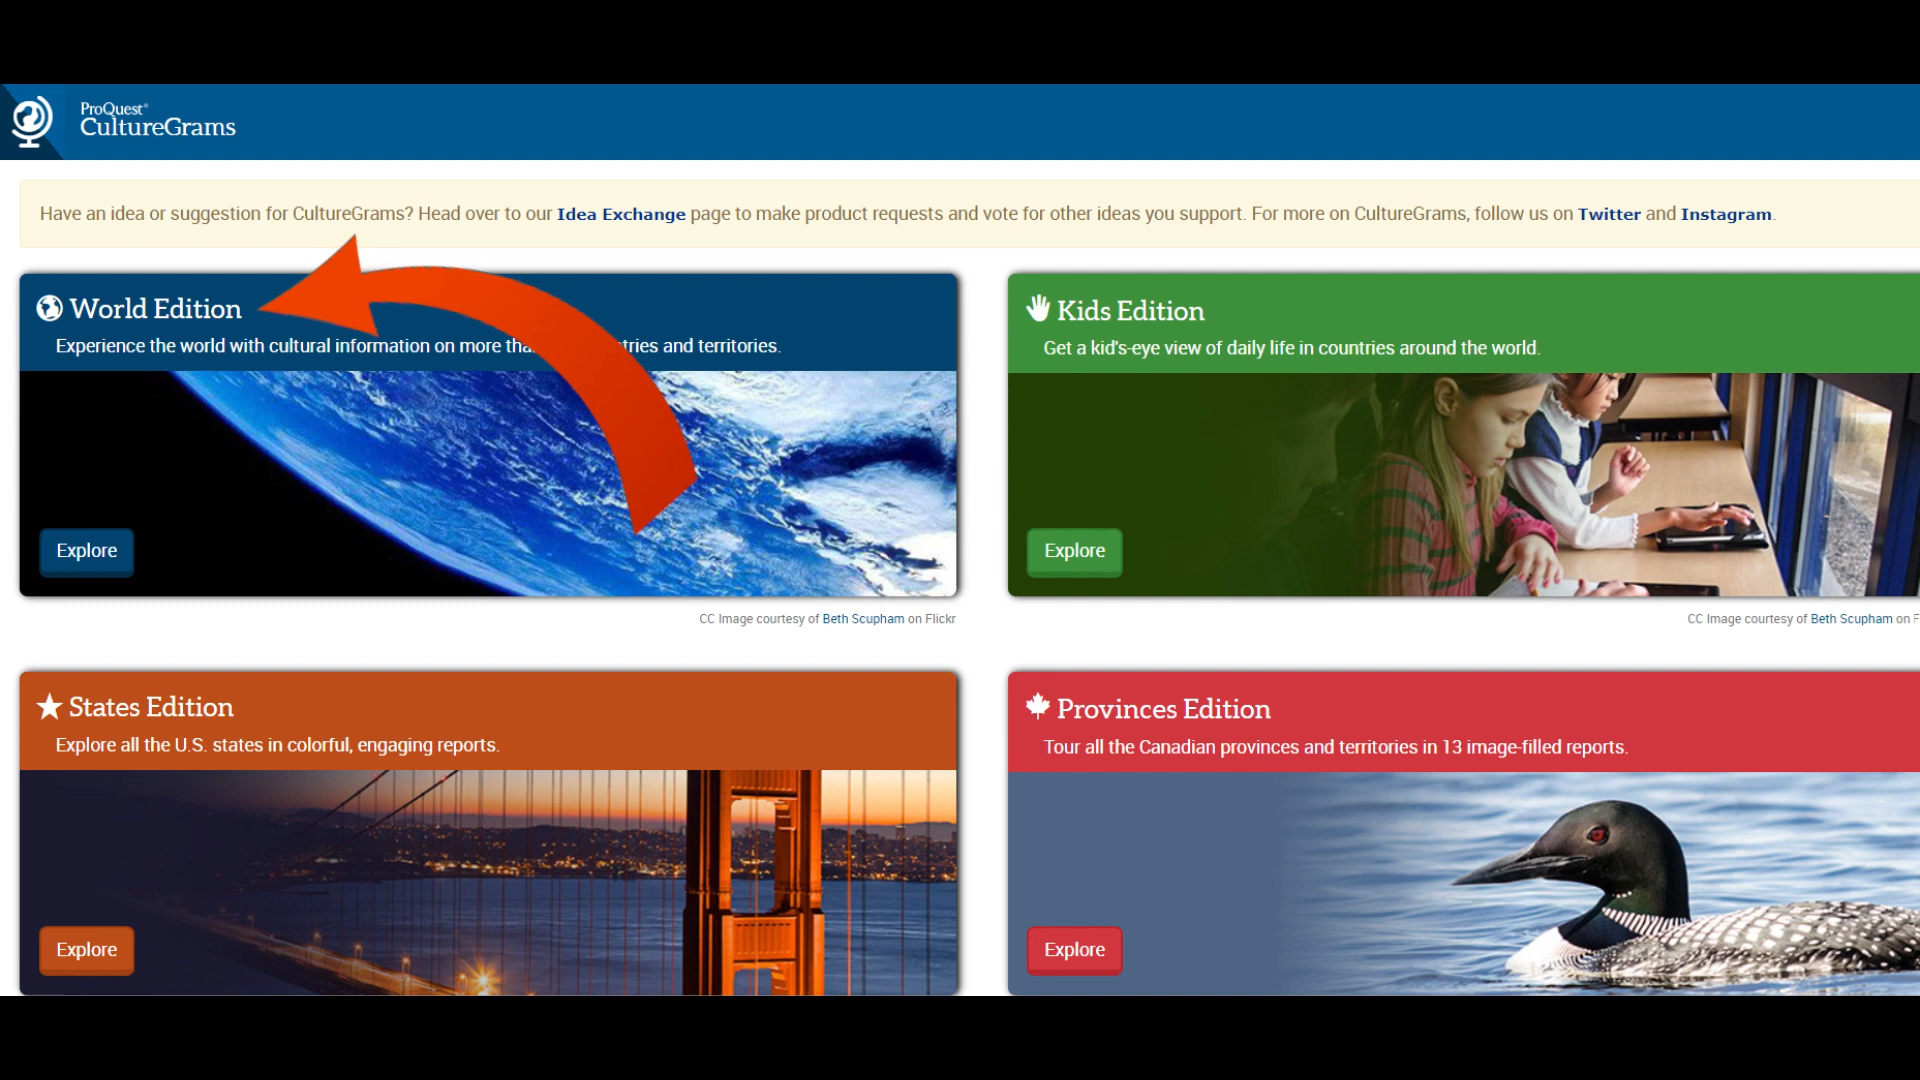 ProQuest®
CultureGrams
Have an idea or suggestion for CultureGrams? Head over to our Idea Exchange page to make product requests and vote for other ideas you support. For more on CultureGrams, follow us on Twitter and Instagram.
World Edition
Experience the world with cultural information on more and territories.
Explore
CC Image courtesy of Beth Scupham on Flickr
Kids Edition
Get a kid's-eye view of daily life in countries around the world.
Explore
CC Image courtesy of Beth Scupham on F
States Edition
Explore all the U.S. states in colorful, engaging reports.
Explore
Provinces Edition
Tour all the Canadian provinces and territories in 13 image-filled reports.
Explore